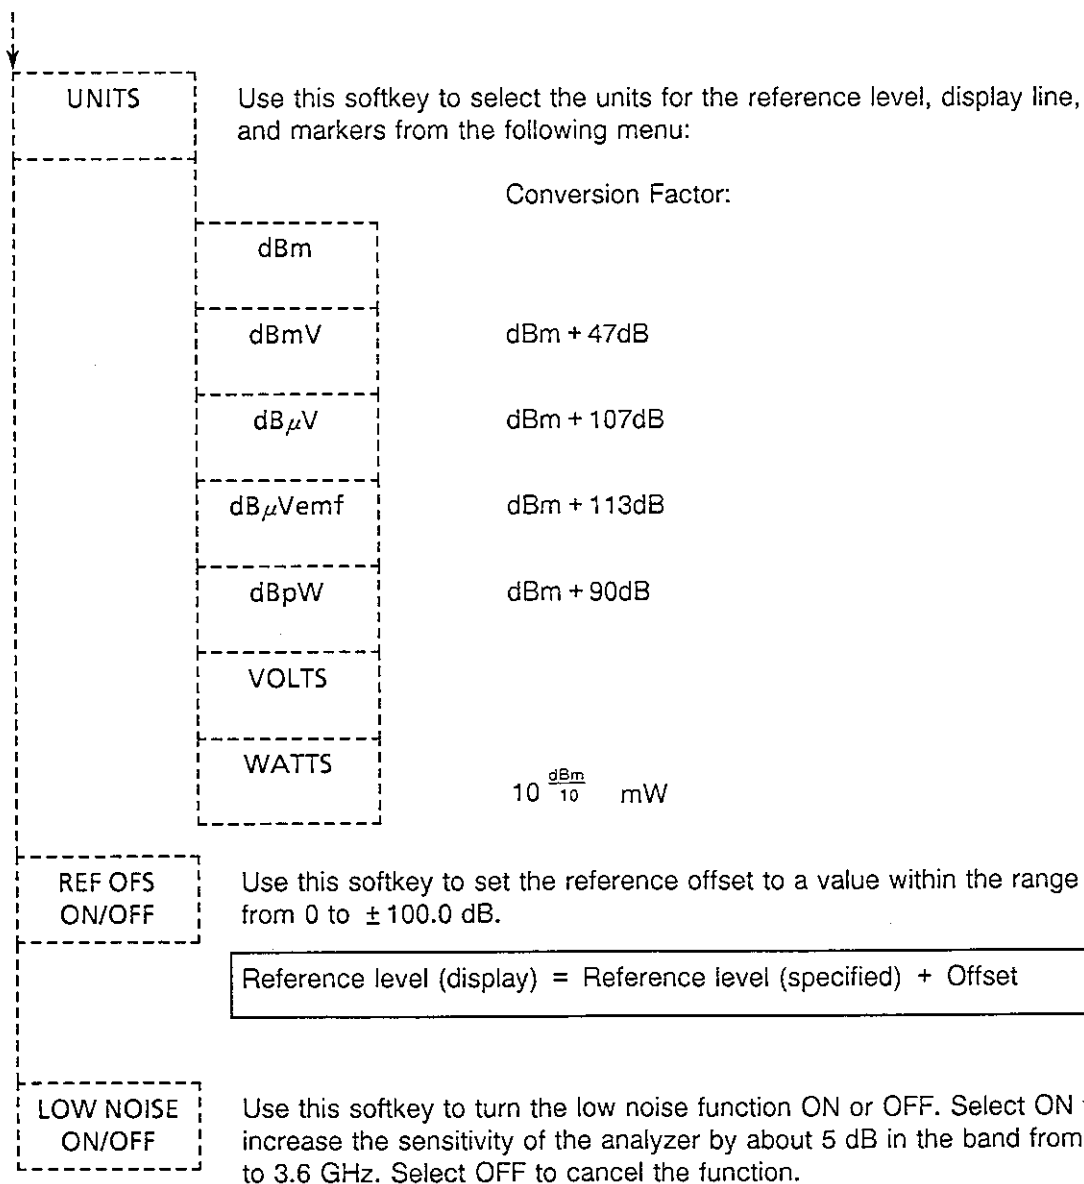 UNITS
Use this softkey to select the units for the reference level, display line,
and markers from the following menu:
Conversion Factor:
dBm
dBmV dBm + 47dB
dBμV dBm + 107dB
dBμVemf dBm + 113dB
dBpW dBm + 90dB
VOLTS
WATTS
10 dBm/10 mW
REF OFS
ON/OFF
Use this softkey to set the reference offset to a value within the range
from 0 to ±100.0 dB.
Reference level (display) = Reference level (specified) + Offset
LOW NOISE
ON/OFF
Use this softkey to turn the low noise function ON or OFF. Select ON
increase the sensitivity of the analyzer by about 5 dB in the band from
to 3.6 GHz. Select OFF to cancel the function.